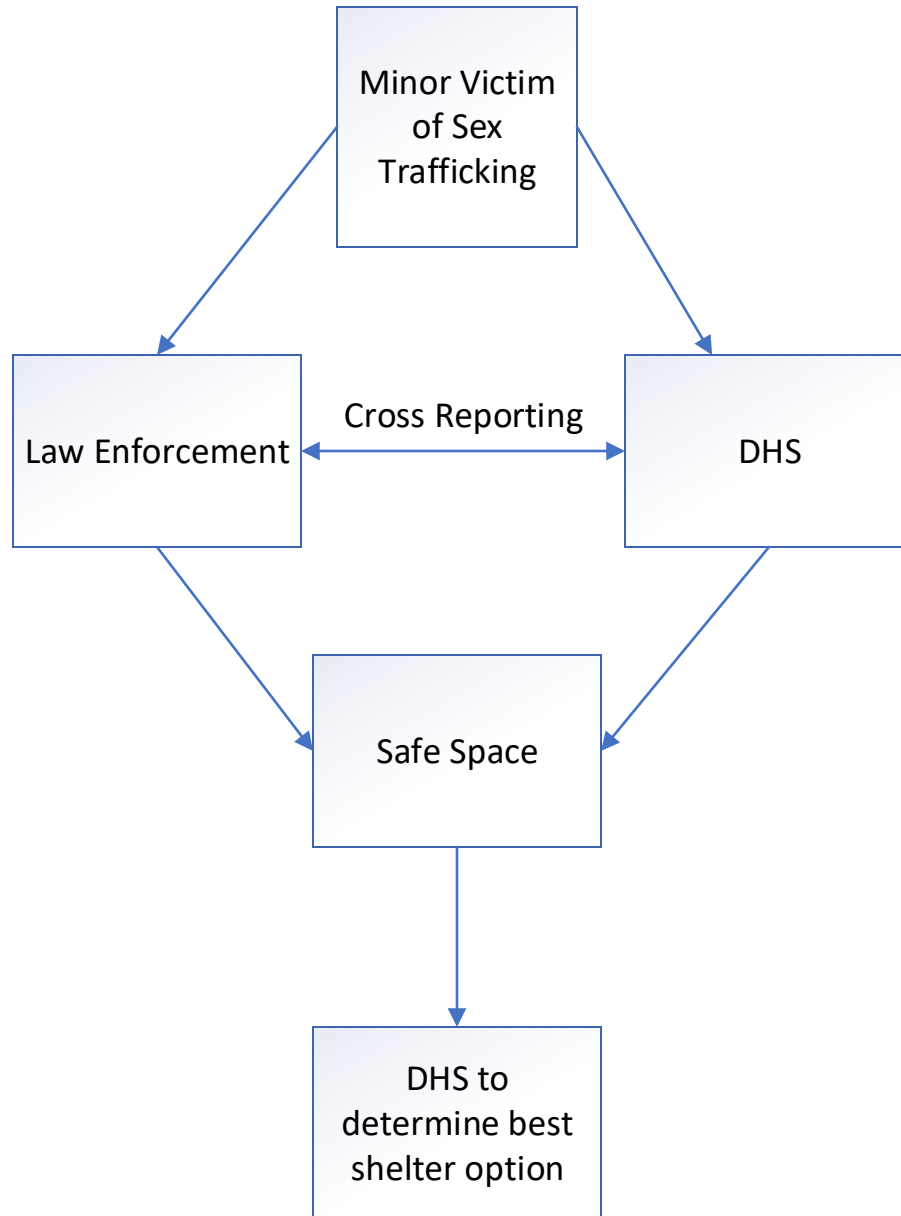 Minor Victim
of Sex
Trafficking
Law Enforcement
Cross Reporting
DHS
Safe Space
DHS to
determine best
shelter option